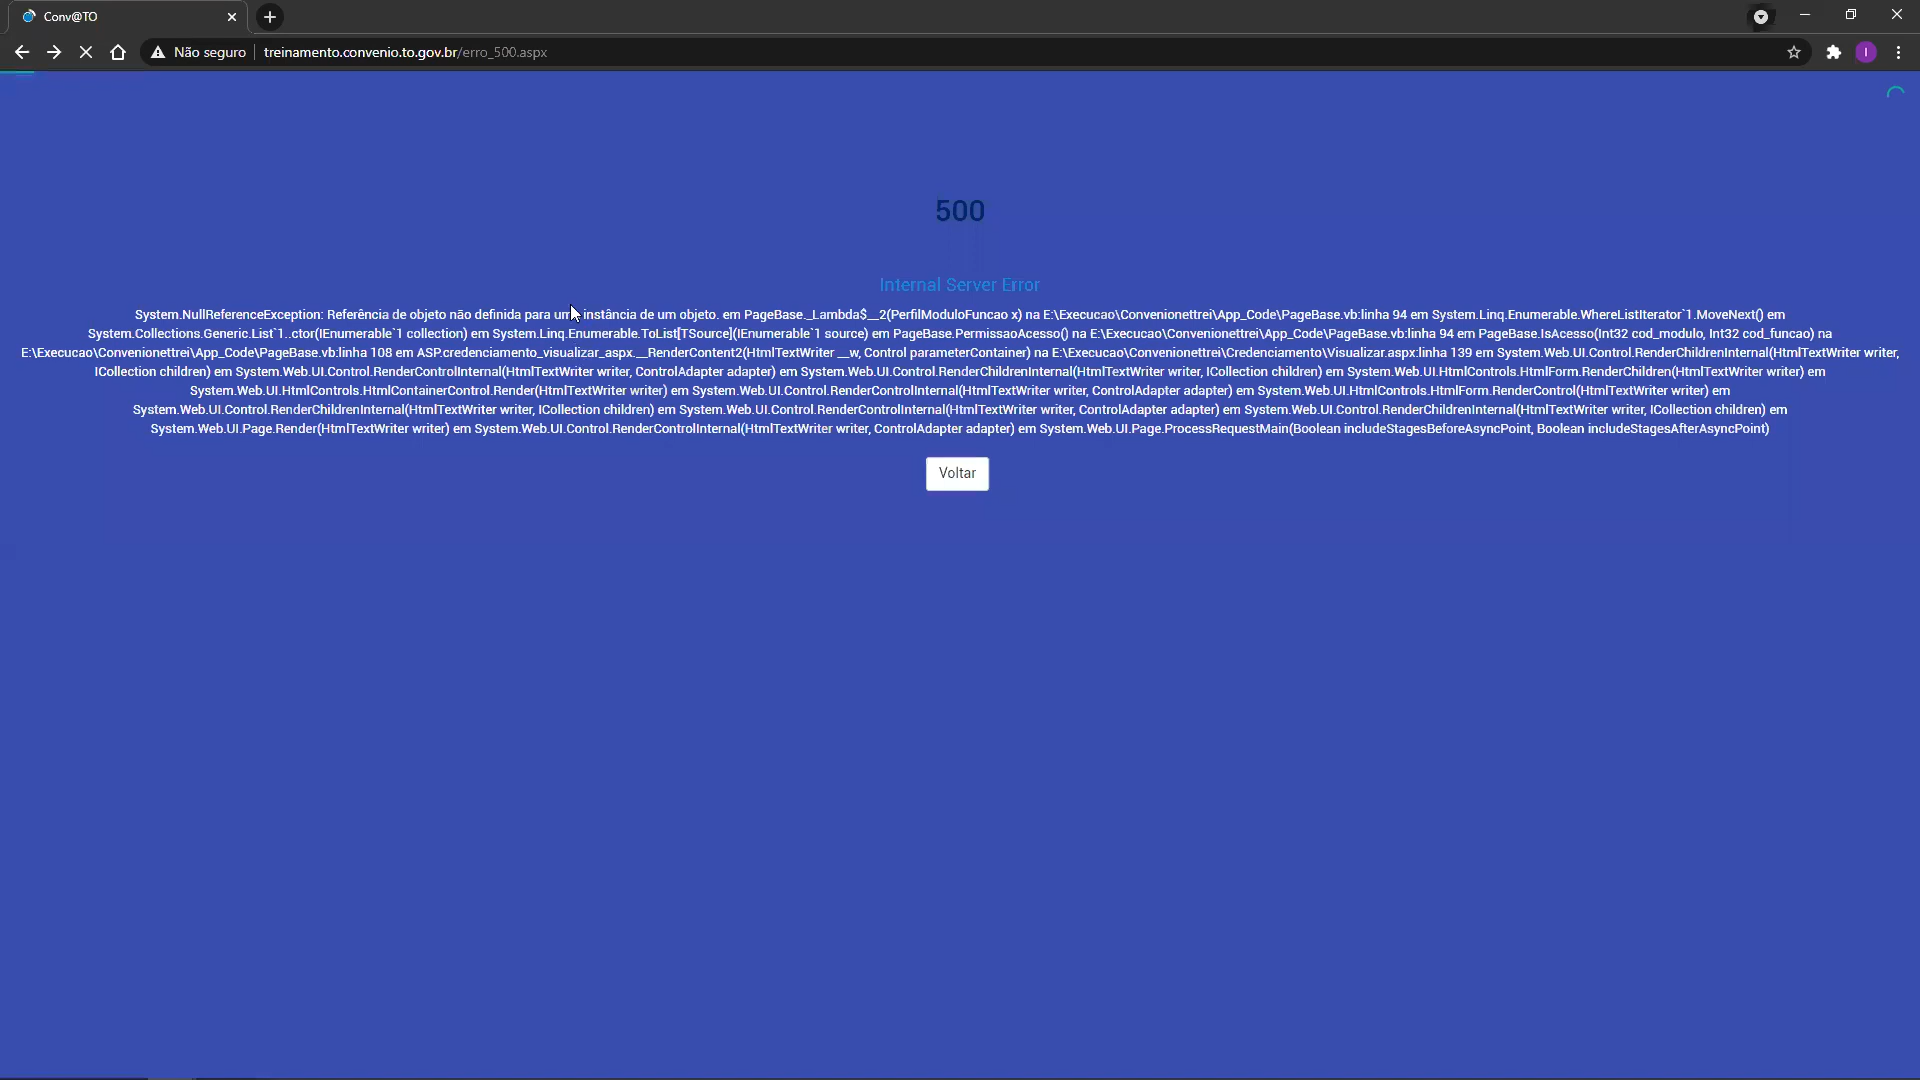 Conv@TO
Não seguro
treinamento.convenio.to.gov.br/erro_500.aspx
I
500
Internal Server Error
System.NullReferenceException: Referência de objeto não definida para um instância de um objeto. em PageBase._Lambda$__2(PerfilModuloFuncao x) na E:\Execucao\Convenionettrei\App_Code\PageBase.vb:linha 94 em System.Linq.Enumerable.WhereListIterator`1.MoveNext() em
System.Collections.Generic.List`1..ctor(IEnumerable`1 collection) em System.Linq.Enumerable.ToList[TSource](IEnumerable`1 source) em PageBase.PermissaoAcesso() na E:\Execucao\Convenionettrei\App_Code\PageBase.vb:linha 94 em PageBase.IsAcesso(Int32 cod_modulo, Int32 cod_funcao) na
E:\Execucao\Convenionettrei\App_Code\PageBase.vb:linha 108 em ASP.credenciamento_visualizar_aspx.__RenderContent2(HtmlTextWriter __w, Control parameterContainer) na E:\Execucao\Convenionettrei\Credenciamento\Visualizar.aspx:linha 139 em System.Web.UI.Control.RenderChildrenInternal(HtmlTextWriter writer,
ICollection children) em System.Web.UI.Control.RenderControlInternal(HtmlTextWriter writer, ControlAdapter adapter) em System.Web.UI.Control.RenderChildrenInternal(HtmlTextWriter writer, ICollection children) em System.Web.UI.HtmlControls.HtmlForm.RenderChildren(HtmlTextWriter writer) em
System.Web.UI.HtmlControls.HtmlContainerControl.Render(HtmlTextWriter writer) em System.Web.UI.Control.RenderControlInternal(HtmlTextWriter writer, ControlAdapter adapter) em System.Web.UI.HtmlControls.HtmlForm.RenderControl(HtmlTextWriter writer) em
System.Web.UI.Control.RenderChildrenInternal(HtmlTextWriter writer, ICollection children) em System.Web.UI.Control.RenderControlInternal(HtmlTextWriter writer, ControlAdapter adapter) em System.Web.UI.Control.RenderChildrenInternal(HtmlTextWriter writer, ICollection children) em
System.Web.UI.Page.Render(HtmlTextWriter writer) em System.Web.UI.Control.RenderControlInternal(HtmlTextWriter writer, ControlAdapter adapter) em System.Web.UI.Page.ProcessRequestMain(Boolean includeStagesBeforeAsyncPoint, Boolean includeStagesAfterAsyncPoint)
Voltar